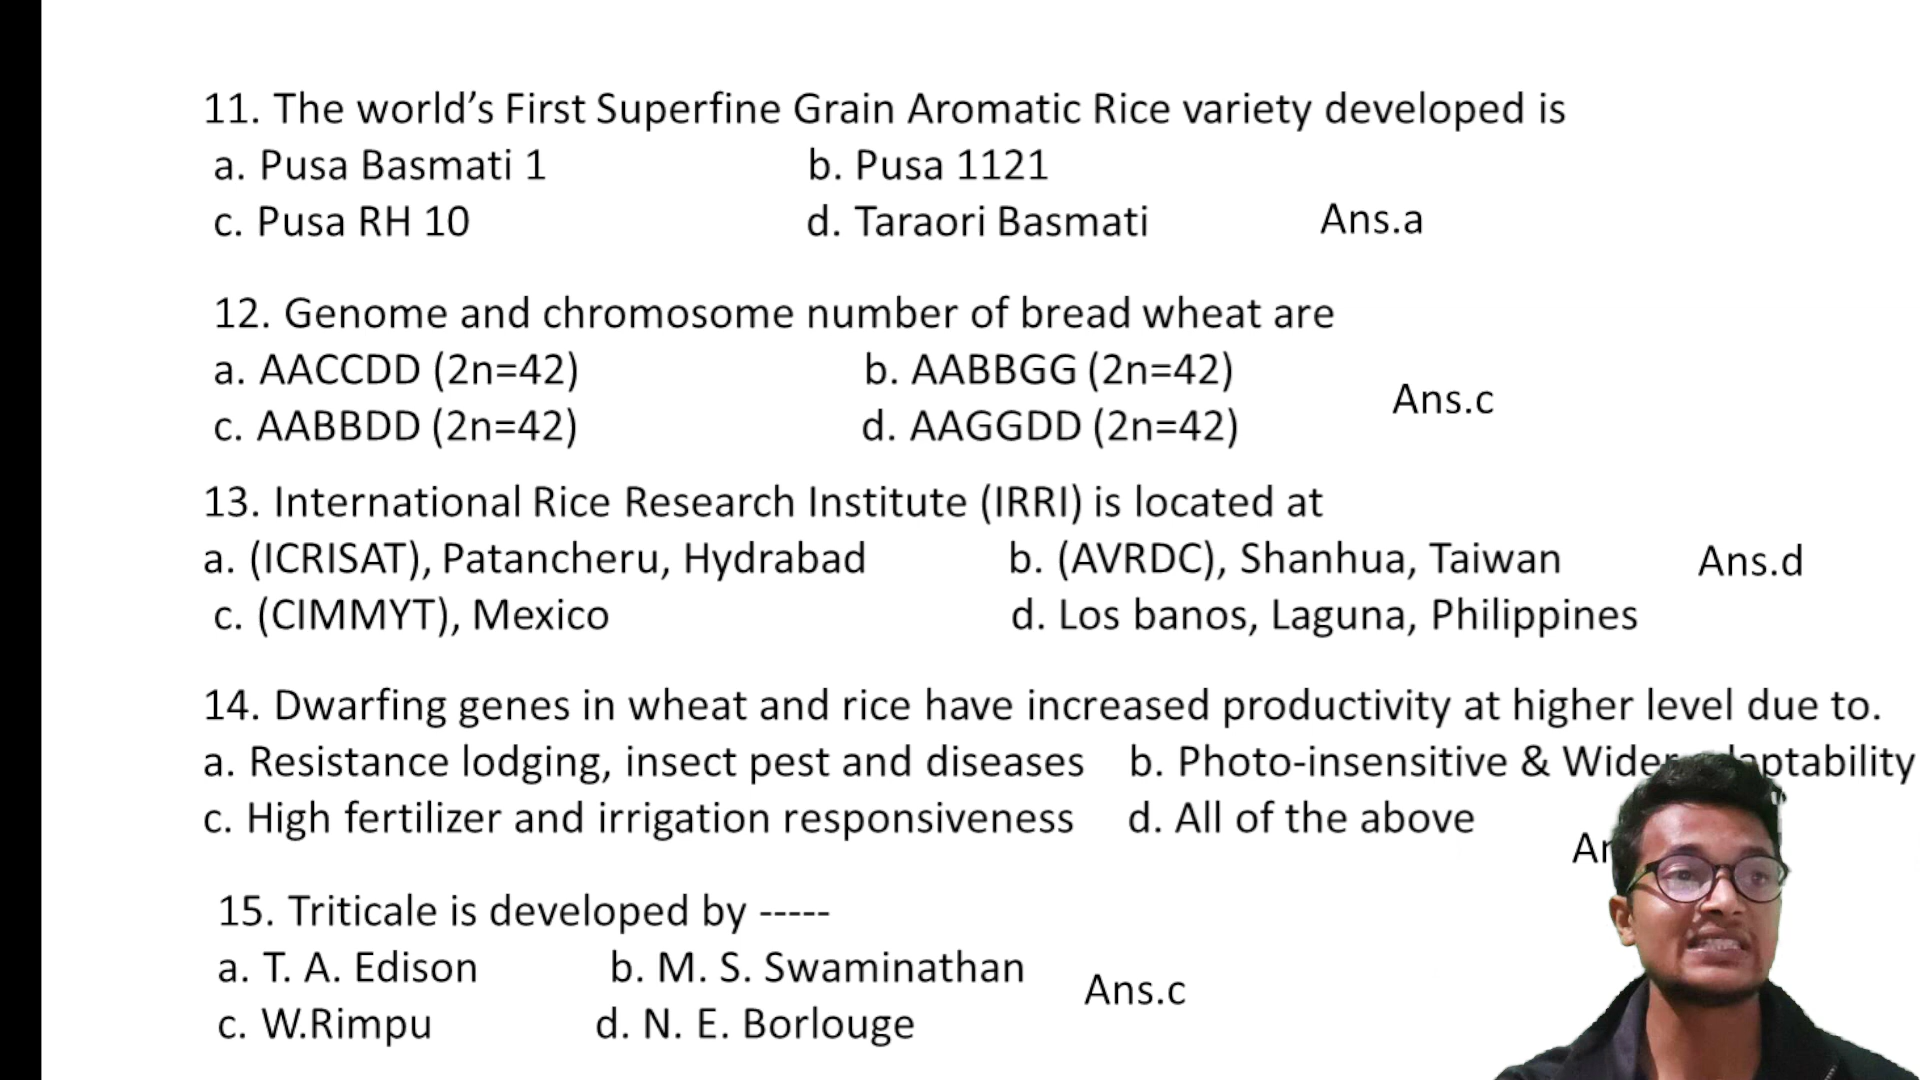 11. The world’s First Superfine Grain Aromatic Rice variety developed is
a. Pusa Basmati 1 b. Pusa 1121
c. Pusa RH 10 d. Taraori Basmati Ans.a
12. Genome and chromosome number of bread wheat are
a. AACCDD (2n=42) b. AABBGG (2n=42)
Ans.c
c. AABBDD (2n=42) d. AAGGDD (2n=42)
13. International Rice Research Institute (IRRI) is located at
a. (ICRISAT), Patancheru, Hydrabad b. (AVRDC), Shanhua, Taiwan Ans.d
c. (CIMMYT), Mexico d. Los banos, Laguna, Philippines
14. Dwarfing genes in wheat and rice have increased productivity at higher level due to.
a. Resistance lodging, insect pest and diseases b. Photo-insensitive & Wider
c. High fertilizer and irrigation responsiveness d. All of the above
15. Triticale is developed by -----
a. T. A. Edison b. M. S. Swaminathan
Ans.c
c. W.Rimpu d. N. E. Borlouge